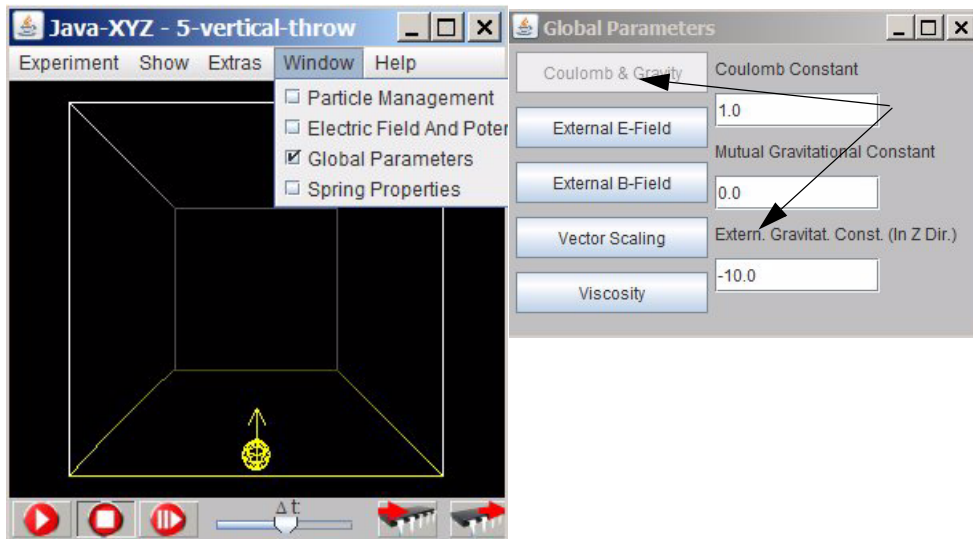 Java-XYZ - 5-vertical-throw
Experiment Show Extras Window Help
Particle Management
Electric Field And Poter
Global Parameters
Spring Properties
Δt
Global Parameters
Coulomb & Gravity
External E-Field
External B-Field
Vector Scaling
Viscosity
Coulomb Constant
1.0
Mutual Gravitational Constant
0.0
Extern. Gravitat. Const. (In Z Dir.)
-10.0